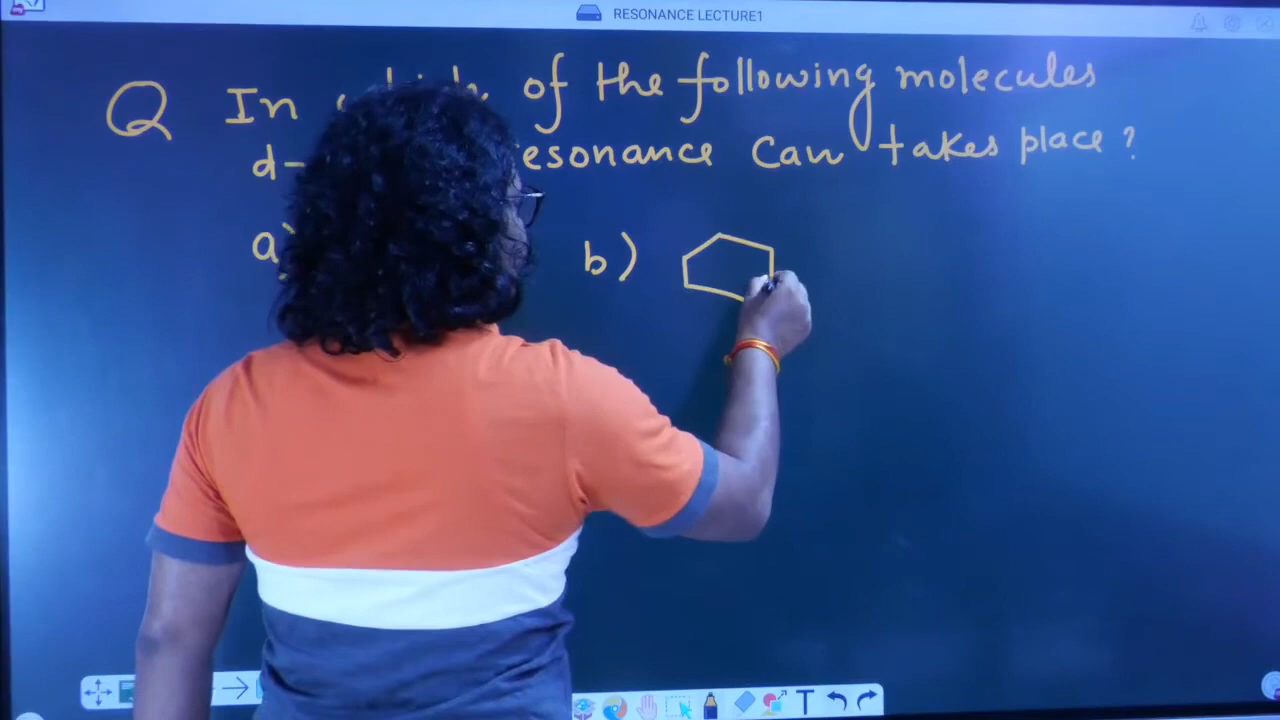 RESONANCE LECTURE1
Q In of the following molecules
d- esonance can takes place?
a) b)
T